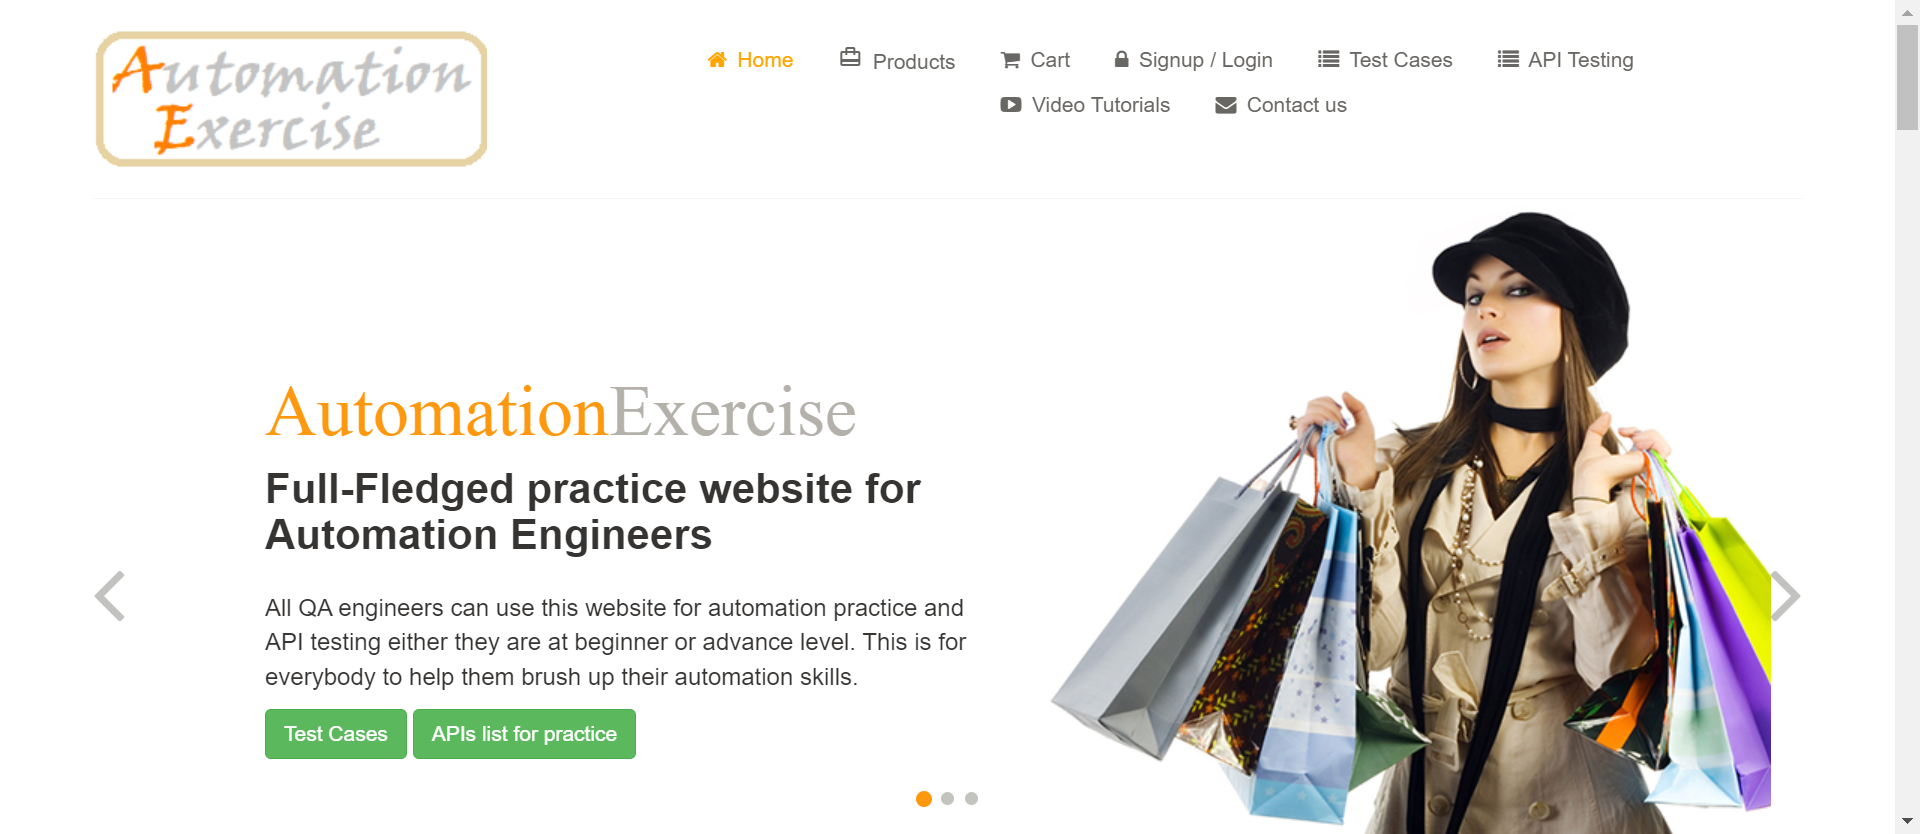 Automation
Exercise
Home
Products
Cart
Signup / Login
Test Cases
API Testing
Video Tutorials
Contact us
AutomationExercise
Full-Fledged practice website for
Automation Engineers
All QA engineers can use this website for automation practice and
API testing either they are at beginner or advance level. This is for
everybody to help them brush up their automation skills.
Test Cases
APIs list for practice